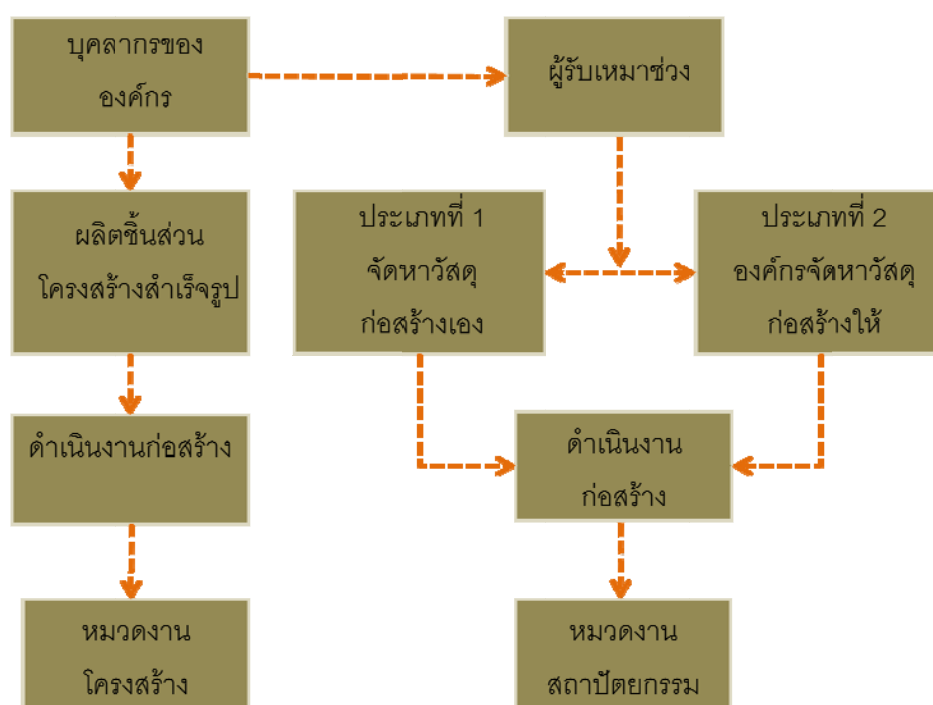 บุคลากรของ
องค์กร
ผู้รับเหมาช่วง
ผลิตชิ้นส่วน
โครงสร้างสำเร็จรูป
ประเภทที่ 1
จัดหาวัสดุ
ก่อสร้างเอง
ประเภทที่ 2
องค์กรจัดหาวัสดุ
ก่อสร้างให้
ดำเนินงานก่อสร้าง
ดำเนินงาน
ก่อสร้าง
หมวดงาน
โครงสร้าง
หมวดงาน
สถาปัตยกรรม